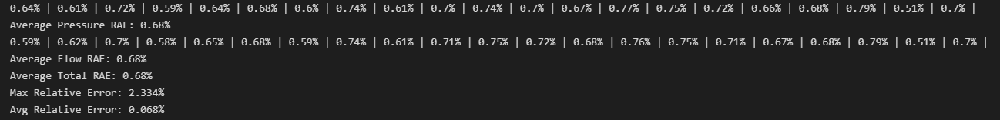 0.64% | 0.61% | 0.72% | 0.59% | 0.64% | 0.68% | 0.6% | 0.74% | 0.61% | 0.7% | 0.74% | 0.7% | 0.67% | 0.77% | 0.75% | 0.72% | 0.66% | 0.68% | 0.79% | 0.51% | 0.7% |
Average Pressure RAE: 0.68%
0.59% | 0.62% | 0.7% | 0.58% | 0.65% | 0.68% | 0.59% | 0.74% | 0.61% | 0.71% | 0.75% | 0.72% | 0.68% | 0.76% | 0.75% | 0.71% | 0.67% | 0.68% | 0.79% | 0.51% | 0.7% |
Average Flow RAE: 0.68%
Average Total RAE: 0.68%
Max Relative Error: 2.334%
Avg Relative Error: 0.068%